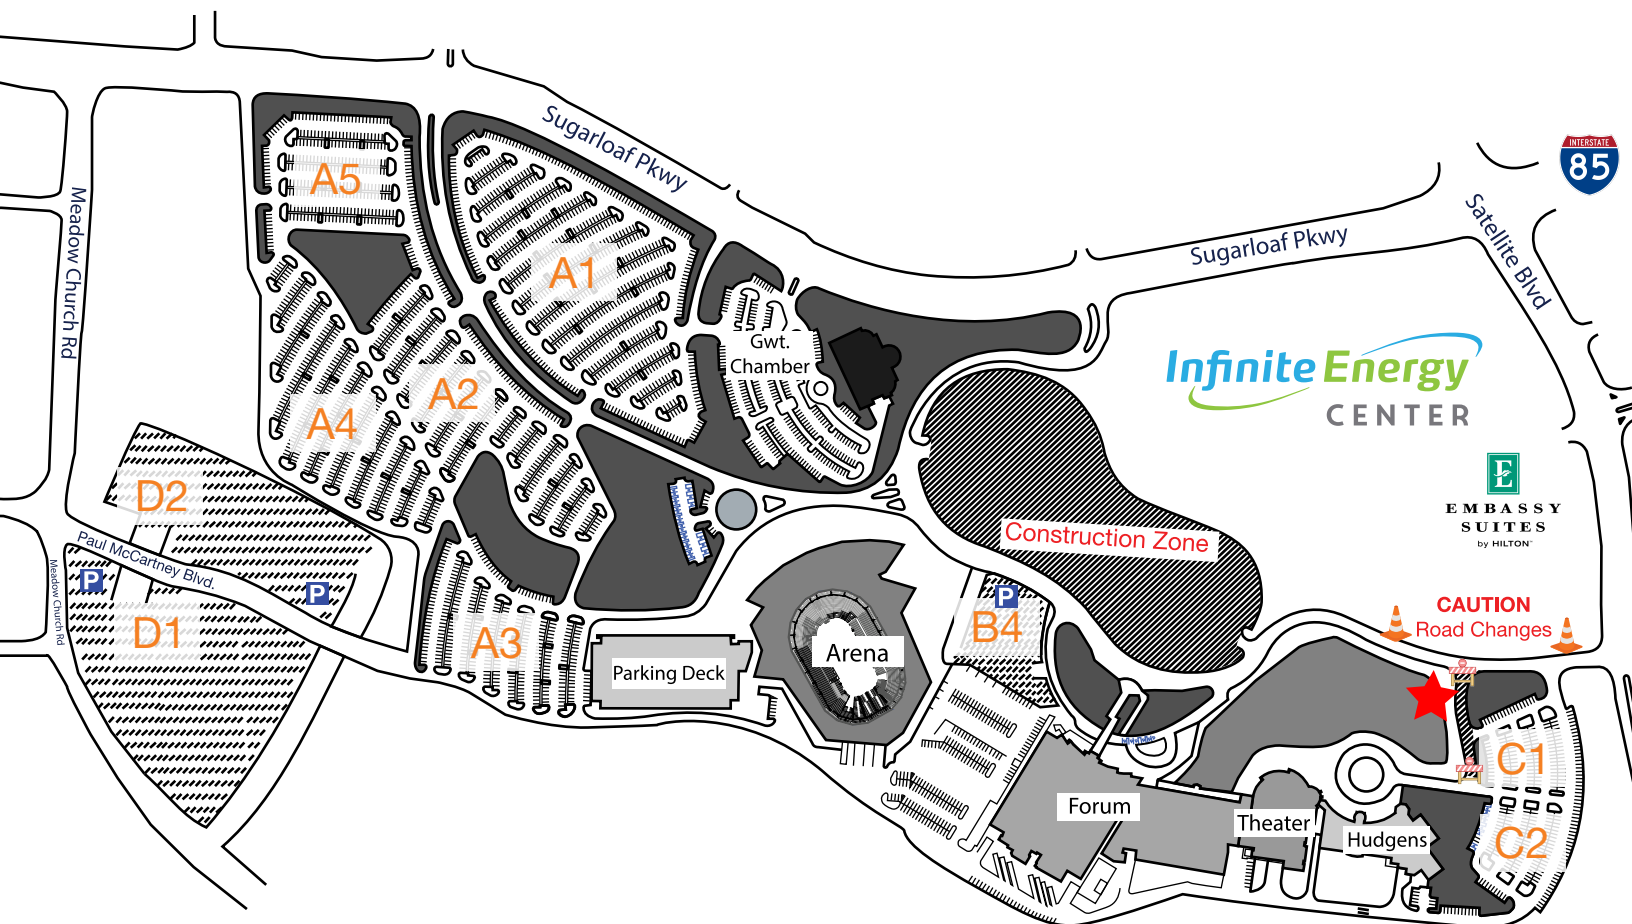 Sugarloaf Pkwy
INTERSTATE
85
A5
Meadow Church Rd
Satellite Blvd
Sugarloaf Pkwy
A1
Gwt.
Chamber
Infinite Energy
CENTER
A2
A4
E
EMBASSY
SUITES
by HILTON™
D2
Construction Zone
Paul McCartney Blvd.
P
P
P
Meadow Church Rd
CAUTION
Road Changes
D1
A3
B4
Arena
Parking Deck
C1
Forum
Theater
Hudgens
C2